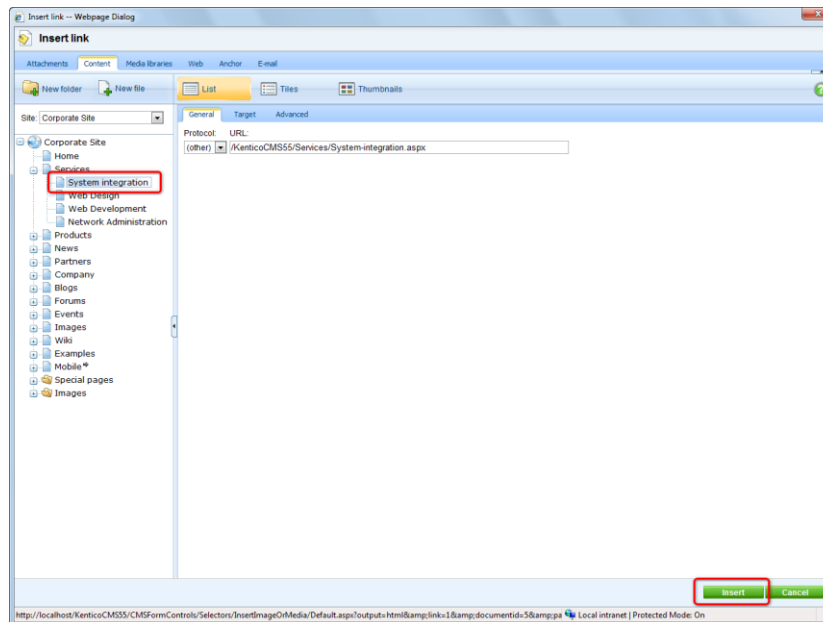 Insert link -- Webpage Dialog
Insert link
Attachments Content Media libraries Web Anchor E-mail
New folder New file List Tiles Thumbnails
Site: Corporate Site General Target Advanced
Protocol: URL:
(other) /KenticoCMS55/Services/System-integration.aspx
Corporate Site
Home
Services
System integration
Web Design
Web Development
Network Administration
Products
News
Partners
Company
Blogs
Forums
Events
Images
Wiki
Examples
Mobile
Special pages
Images
Insert Cancel
http://localhost/KenticoCMS55/CMSFormControls/Selectors/InsertImageOrMedia/Default.aspx?output=html&amp;link=1&amp;documentid=5&amp;pa Local intranet | Protected Mode: On